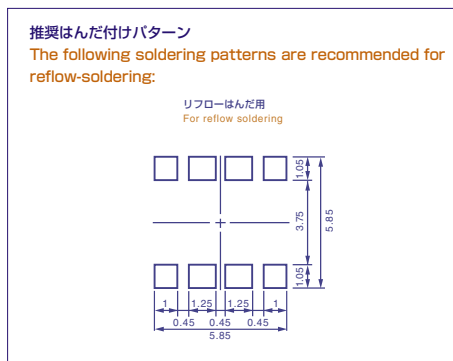 推奨はんだ付けパターン
The following soldering patterns are recommended for
reflow-soldering:
リフローはんだ用
For reflow soldering
1.05
3.75
5.85
1.05
1 1.25 1.25 1
0.45 0.45 0.45
5.85